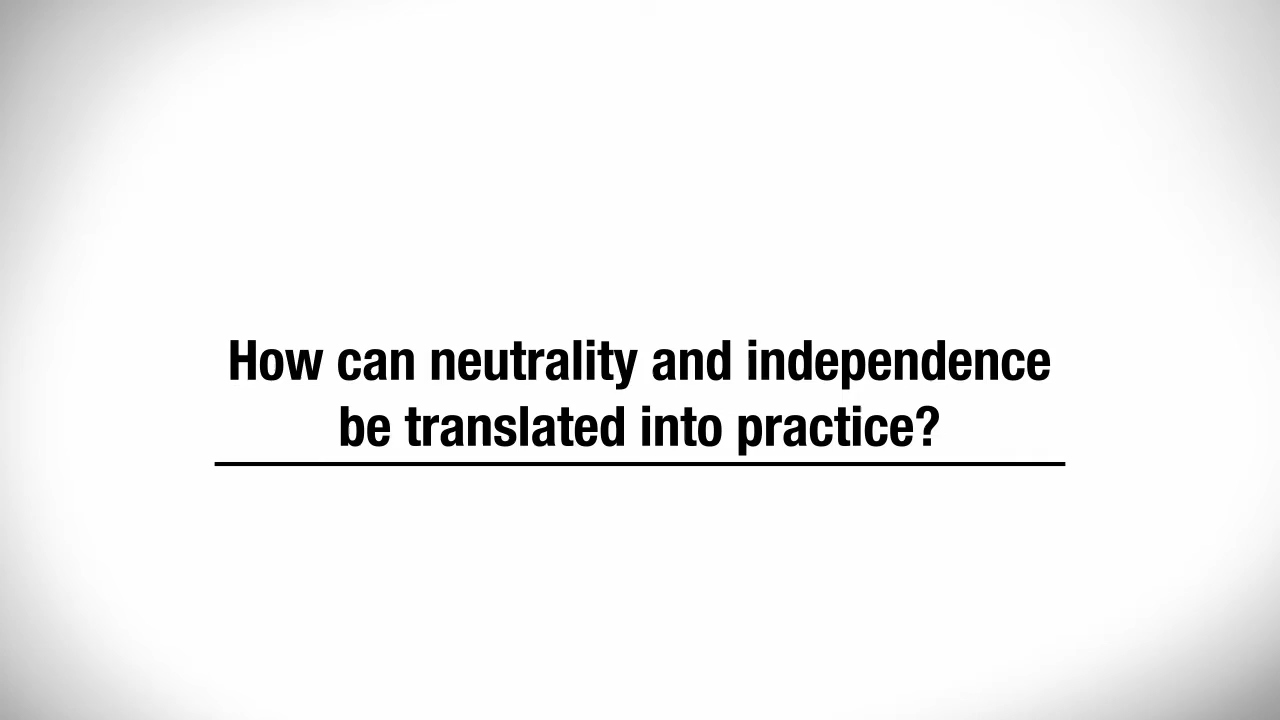 How can neutrality and independence
be translated into practice?